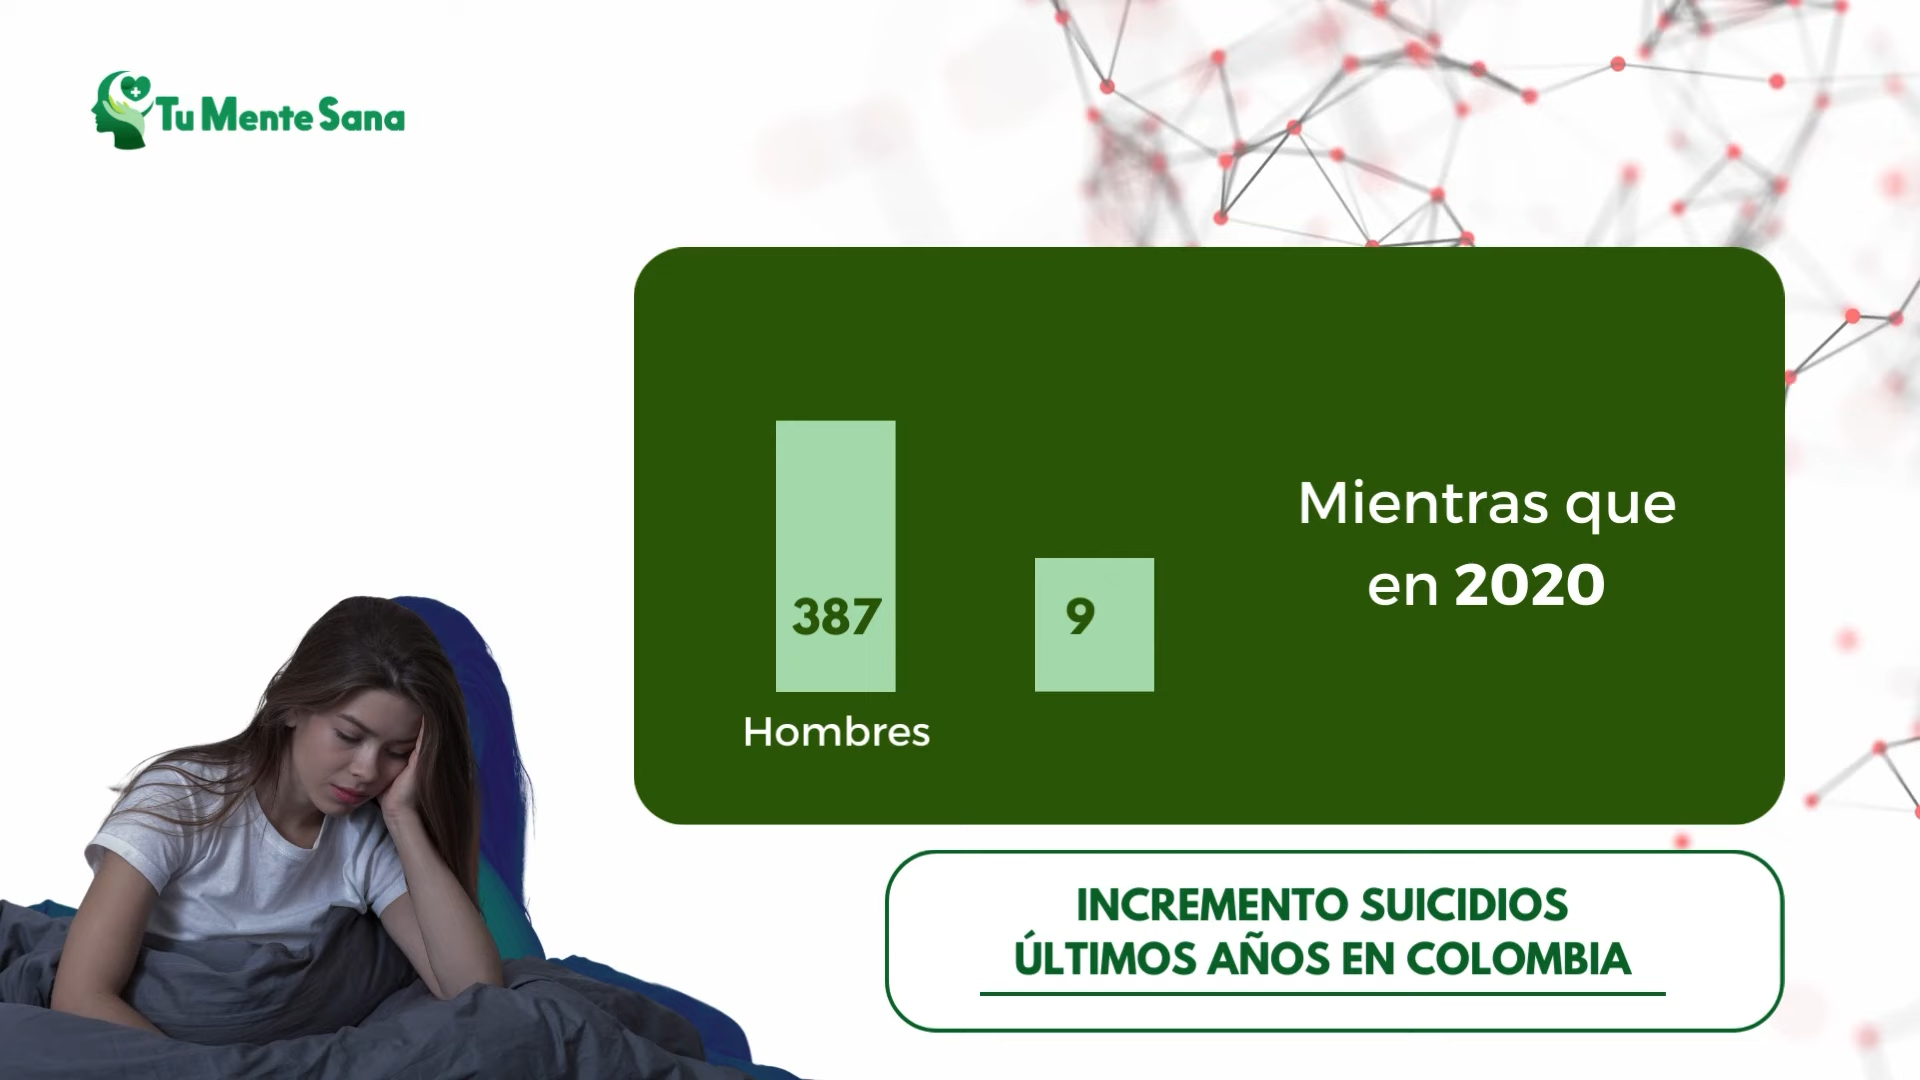 Tu Mente Sana
387
9
Hombres
Mientras que
en 2020
INCREMENTO SUICIDIOS
ÚLTIMOS AÑOS EN COLOMBIA